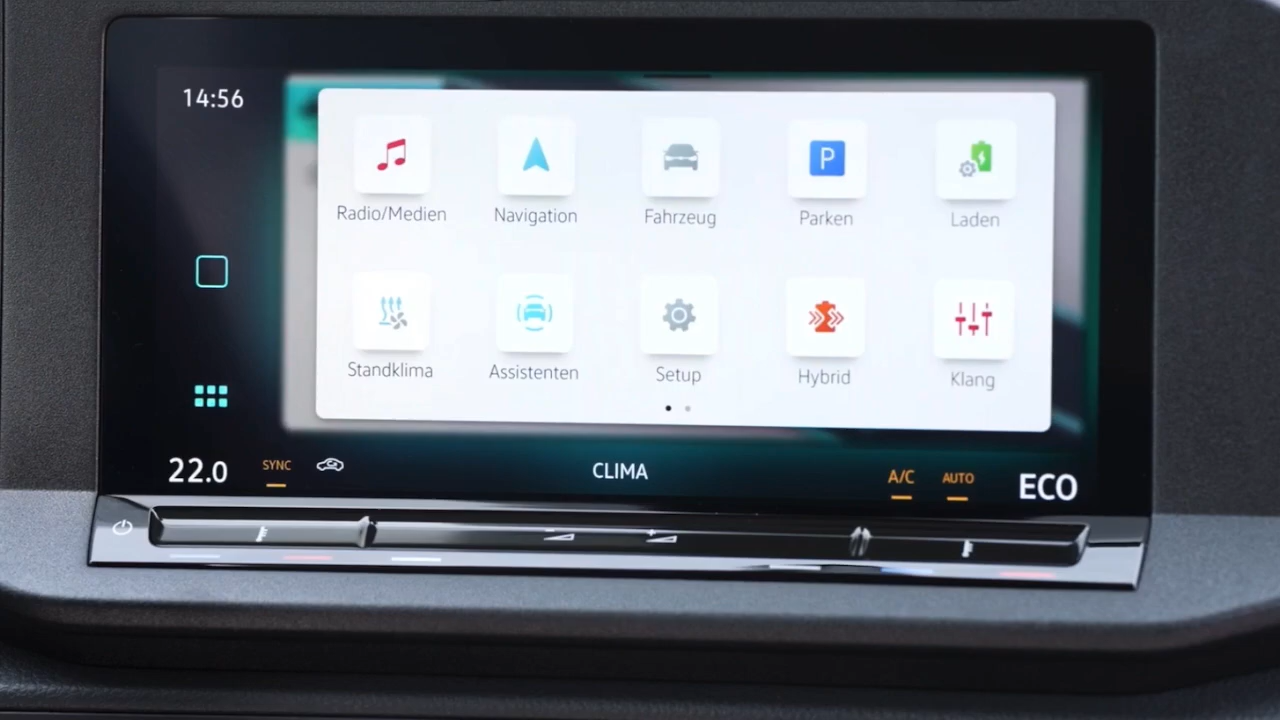 14:56
Radio/Medien
Navigation
Fahrzeug
P
Parken
Laden
Standklima
Assistenten
Setup
Hybrid
Klang
22.0
SYNC
CLIMA
A/C
AUTO
ECO